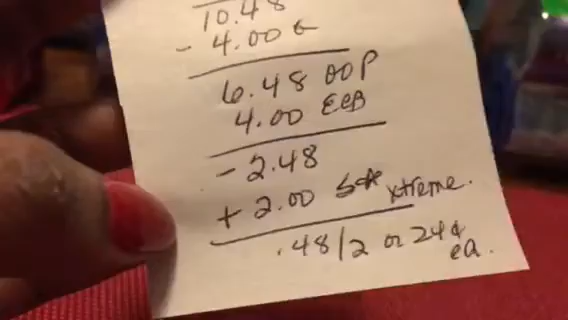 10.48
- 4.00
6.48 OOP
4.00 ECB
- 2.48
+ 2.00 xtreme.
.48/2 or 24¢
ea.